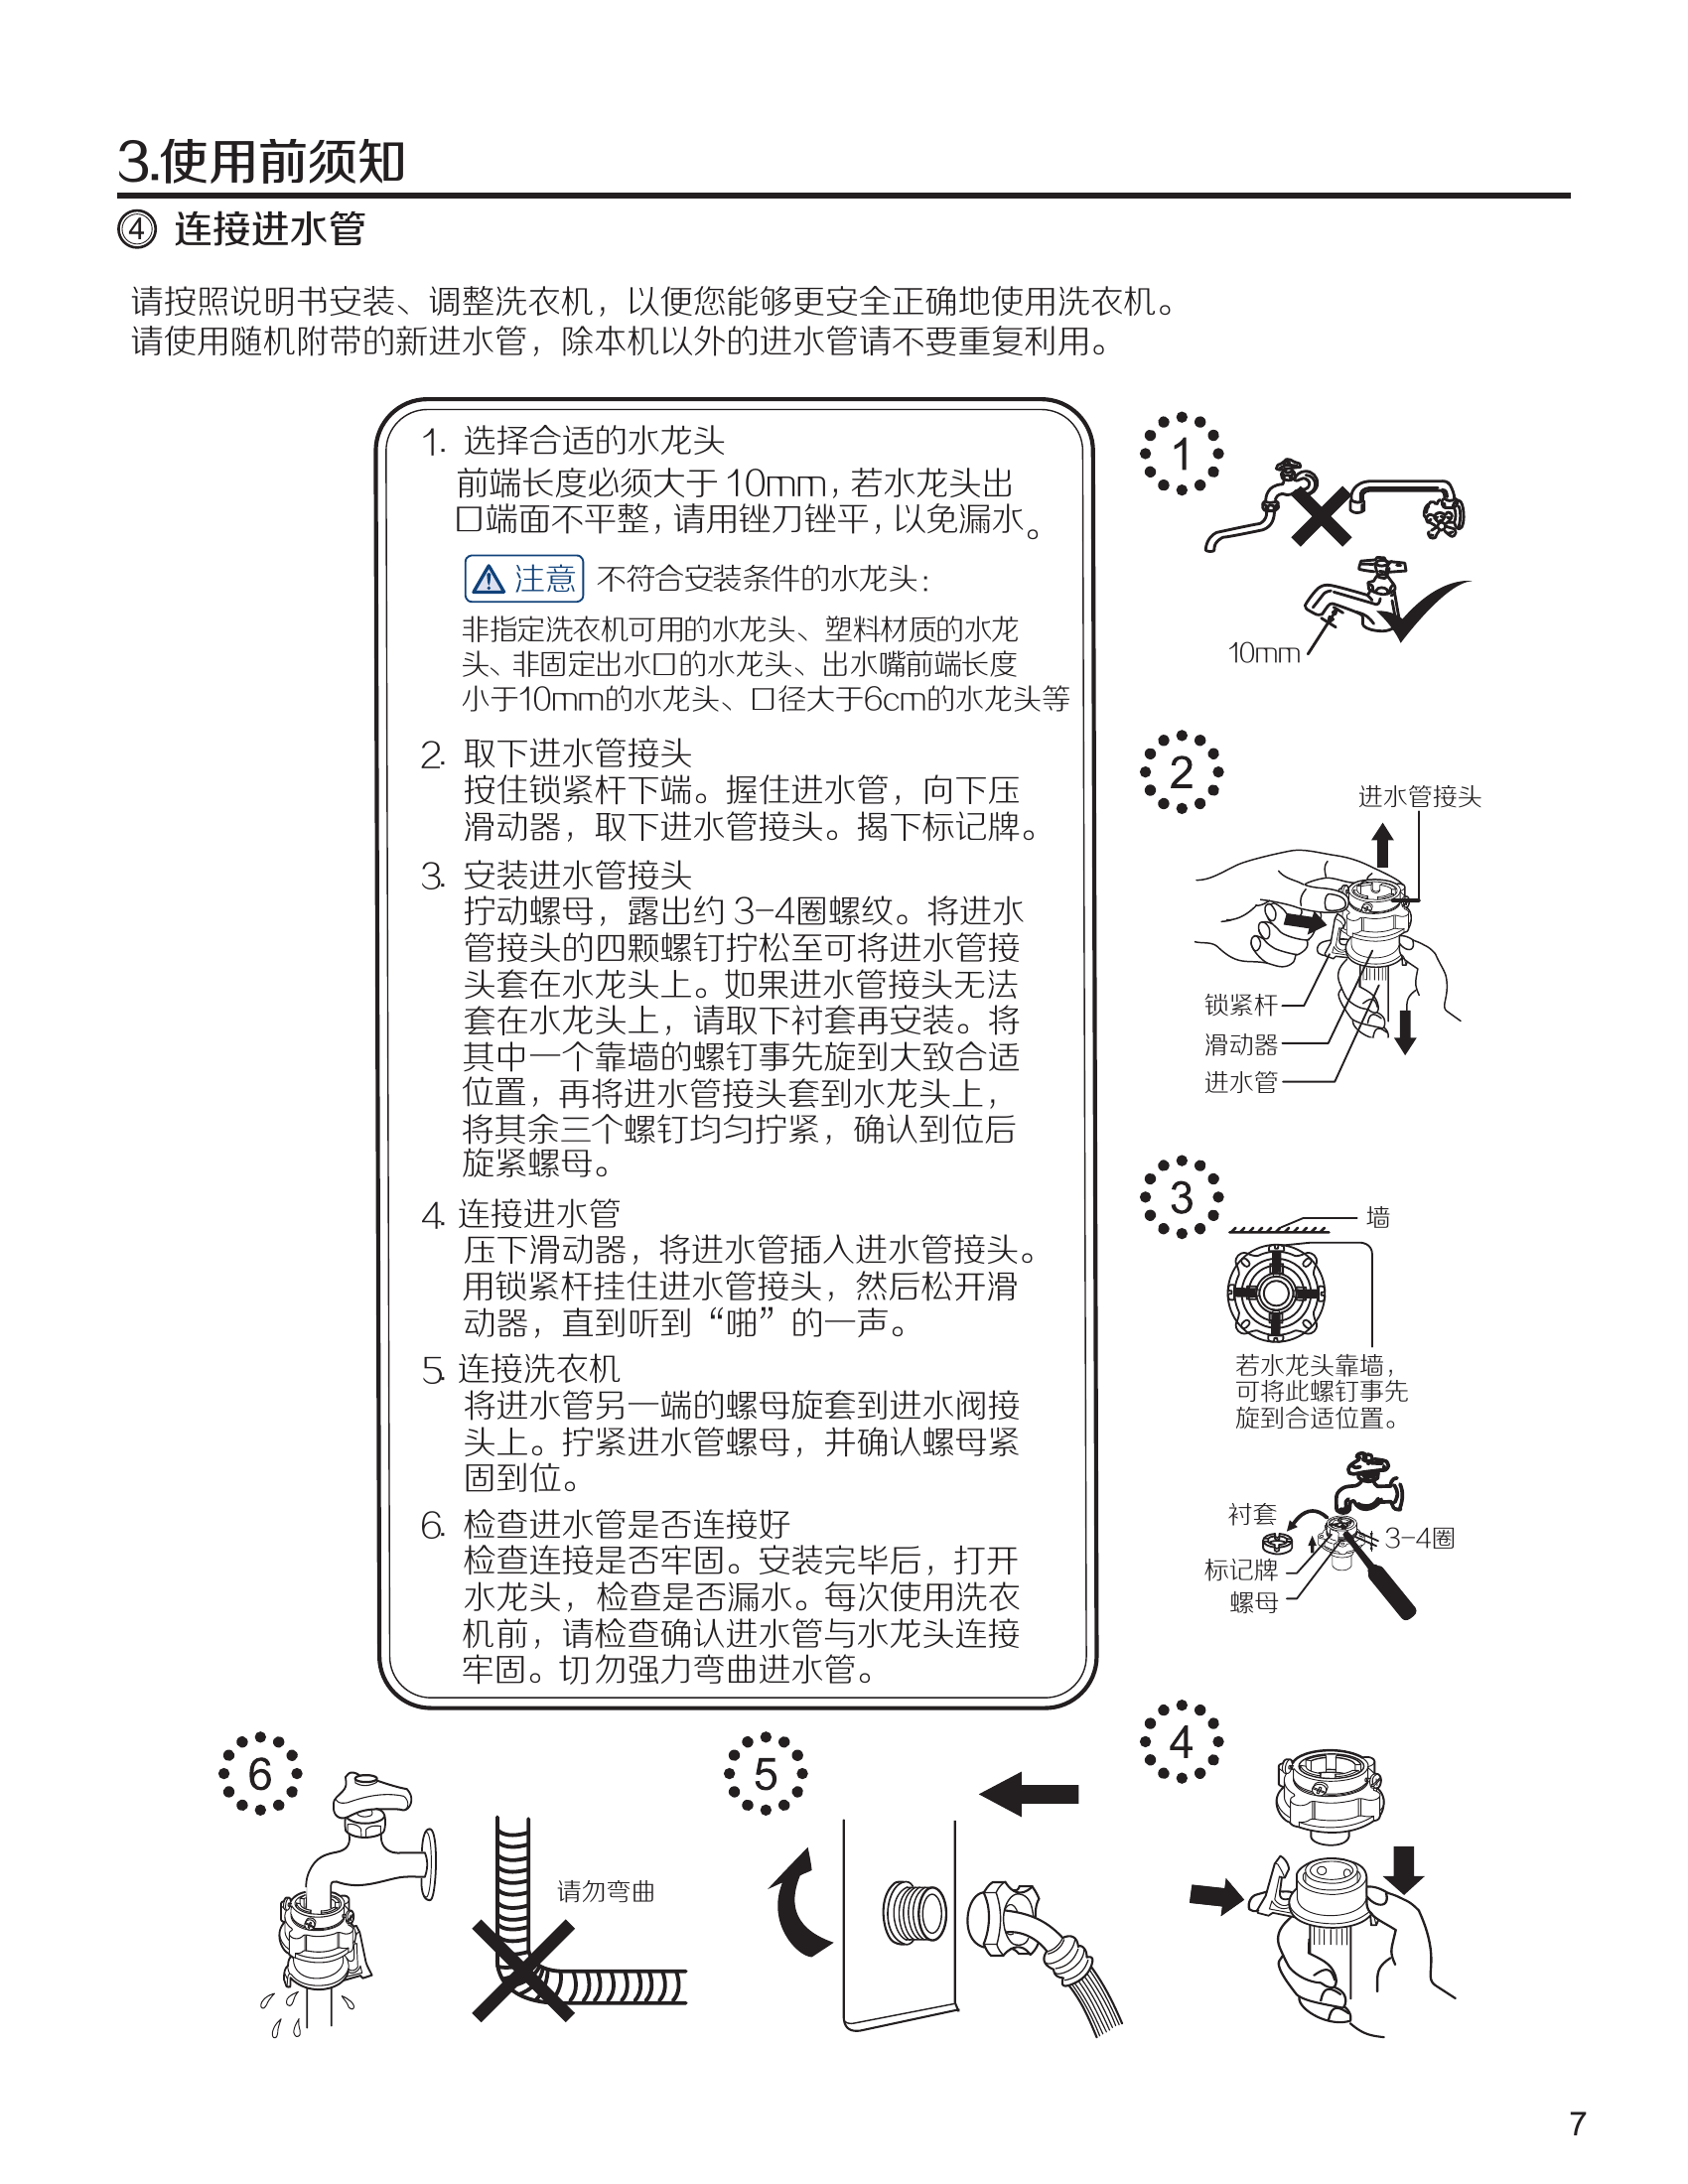 3.使用前须知
④ 连接进水管
请按照说明书安装、调整洗衣机，以便您能够更安全正确地使用洗衣机。
请使用随机附带的新进水管，除本机以外的进水管请不要重复利用。
1. 选择合适的水龙头
前端长度必须大于 10mm，若水龙头出
口端面不平整，请用锉刀锉平，以免漏水。
注意 不符合安装条件的水龙头：
非指定洗衣机可用的水龙头、塑料材质的水龙
头、非固定出水口的水龙头、出水嘴前端长度
小于10mm的水龙头、口径大于6cm的水龙头等
2. 取下进水管接头
按住锁紧杆下端。握住进水管，向下压
滑动器，取下进水管接头。揭下标记牌。
3. 安装进水管接头
拧动螺母，露出约 3-4圈螺纹。将进水
管接头的四颗螺钉拧松至可将进水管接
头套在水龙头上。如果进水管接头无法
套在水龙头上，请取下衬套再安装。将
其中一个靠墙的螺钉事先旋到大致合适
位置，再将进水管接头套到水龙头上，
将其余三个螺钉均匀拧紧，确认到位后
旋紧螺母。
4. 连接进水管
压下滑动器，将进水管插入进水管接头。
用锁紧杆挂住进水管接头，然后松开滑
动器，直到听到“啪”的一声。
5. 连接洗衣机
将进水管另一端的螺母旋套到进水阀接
头上。拧紧进水管螺母，并确认螺母紧
固到位。
6. 检查进水管是否连接好
检查连接是否牢固。安装完毕后，打开
水龙头，检查是否漏水。每次使用洗衣
机前，请检查确认进水管与水龙头连接
牢固。切勿强力弯曲进水管。
1
10mm
2
进水管接头
锁紧杆
滑动器
进水管
3
墙
若水龙头靠墙，
可将此螺钉事先
旋到合适位置。
衬套
3-4圈
标记牌
螺母
4
5
6
请勿弯曲
7